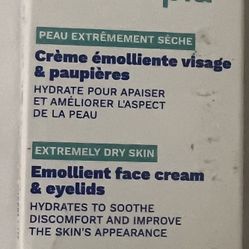 PEAU EXTRÊMEMENT SÈCHE
Crème émolliente visage
& paupières
HYDRATE POUR APAISER
ET AMÉLIORER L'ASPECT
DE LA PEAU
EXTREMELY DRY SKIN
Emollient face cream
& eyelids
HYDRATES TO SOOTHE
DISCOMFORT AND IMPROVE
THE SKIN'S APPEARANCE